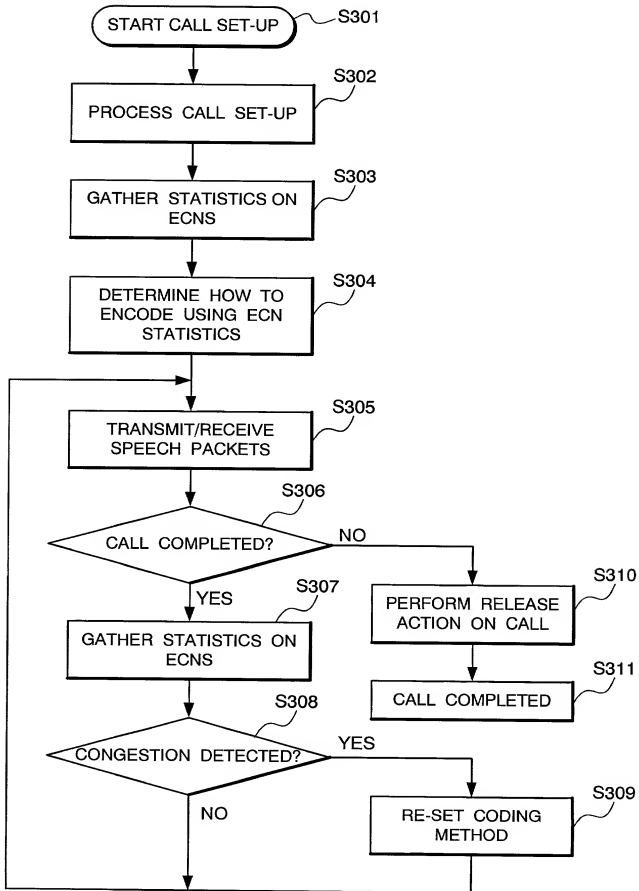 START CALL SET-UP
S301
S302
PROCESS CALL SET-UP
S303
GATHER STATISTICS ON
ECNS
S304
DETERMINE HOW TO
ENCODE USING ECN
STATISTICS
S305
TRANSMIT/RECEIVE
SPEECH PACKETS
S306
CALL COMPLETED?
NO
YES
S307
GATHER STATISTICS ON
ECNS
S310
PERFORM RELEASE
ACTION ON CALL
S311
CALL COMPLETED
S308
CONGESTION DETECTED?
YES
NO
S309
RE-SET CODING
METHOD